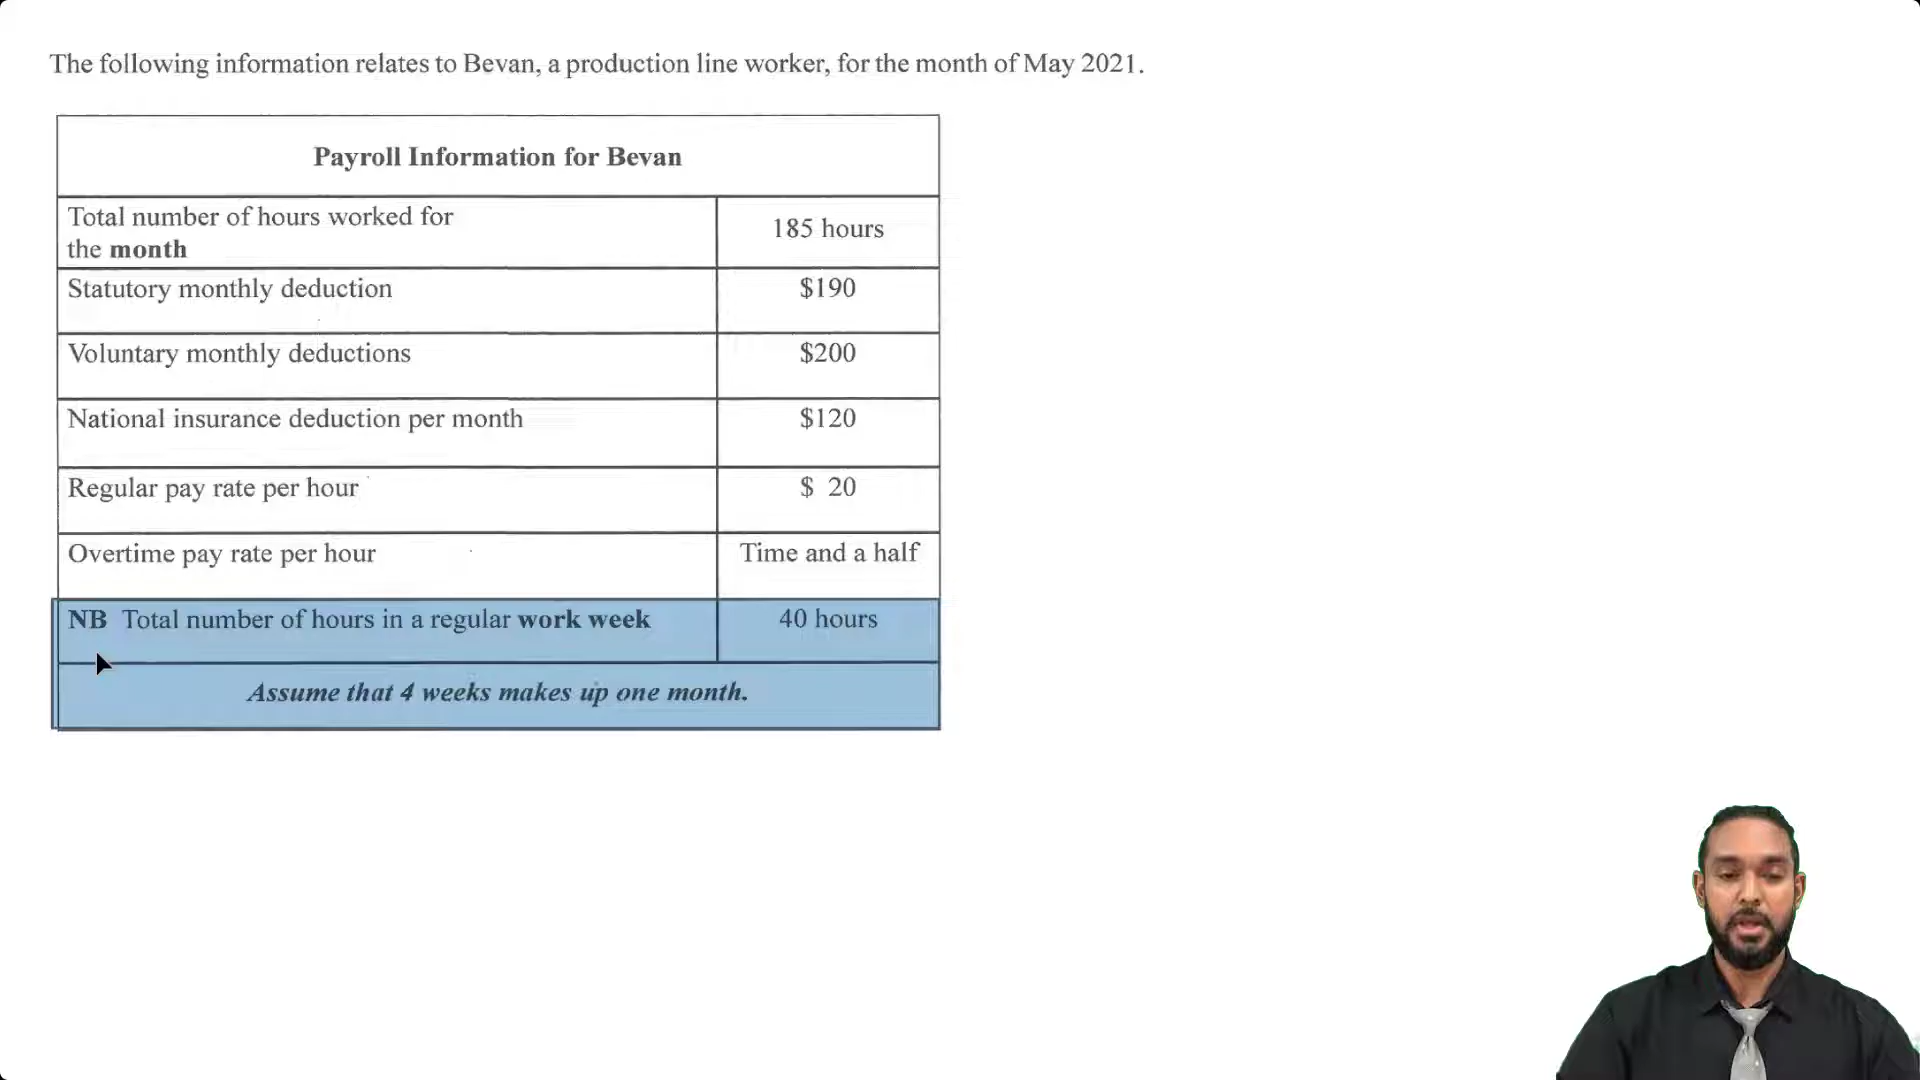 The following information relates to Bevan, a production line worker, for the month of May 2021.
Payroll Information for Bevan
Total number of hours worked for
the month
185 hours
Statutory monthly deduction
$190
Voluntary monthly deductions
$200
National insurance deduction per month
$120
Regular pay rate per hour
$ 20
Overtime pay rate per hour
Time and a half
NB Total number of hours in a regular work week
40 hours
Assume that 4 weeks makes up one month.